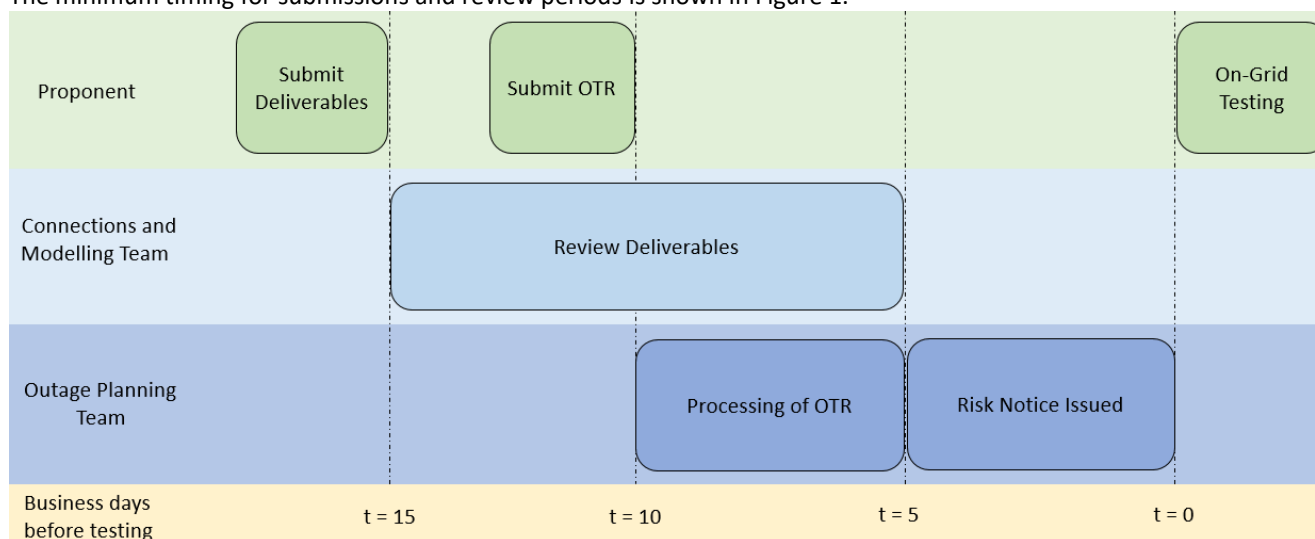 The minimum timing for submissions and review periods is shown in Figure 1.
Proponent
Submit
Deliverables
Submit OTR
On-Grid
Testing
Connections and
Modelling Team
Review Deliverables
Outage Planning
Team
Processing of OTR
Risk Notice Issued
Business days
before testing
t = 15
t = 10
t = 5
t = 0